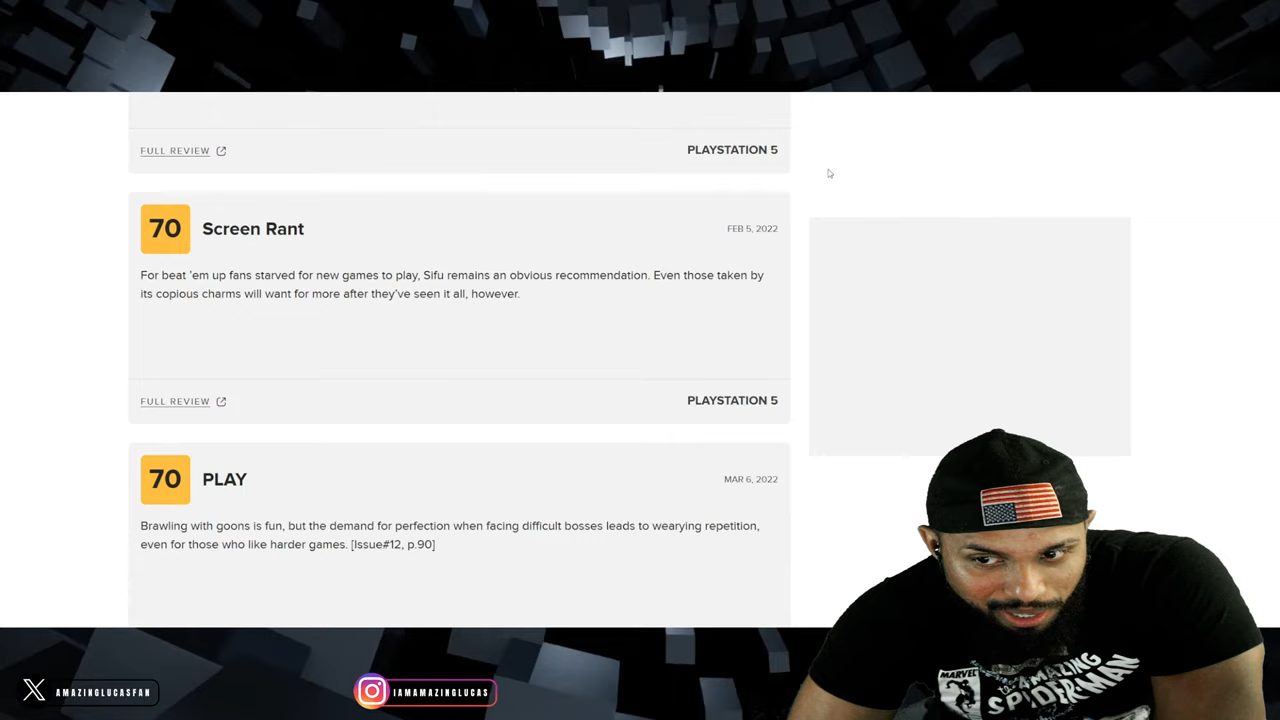 FULL REVIEW
PLAYSTATION 5
70
Screen Rant
FEB 5, 2022
For beat 'em up fans starved for new games to play, Sifu remains an obvious recommendation. Even those taken by
its copious charms will want for more after they've seen it all, however.
FULL REVIEW
PLAYSTATION 5
70
PLAY
MAR 6, 2022
Brawling with goons is fun, but the demand for perfection when facing difficult bosses leads to wearying repetition,
even for those who like harder games. [Issue#12, p.90]
MARVEL
AMAZING
SPIDER-MAN
AMAZINGLUCASFAN
IAMAMAZINGLUCAS